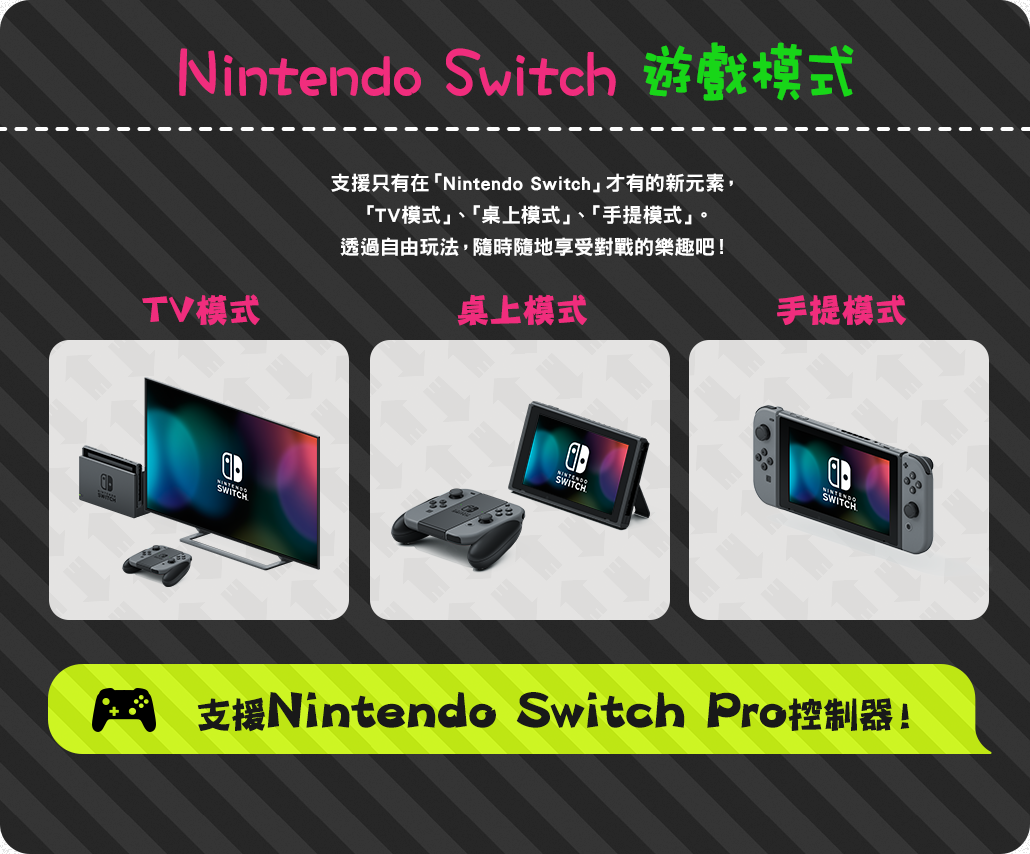 Nintendo Switch 遊戲模式
支援只有在「Nintendo Switch」才有的新元素，
「TV模式」、「桌上模式」、「手提模式」。
透過自由玩法，隨時隨地享受對戰的樂趣吧！
TV模式
桌上模式
手提模式
NINTENDO
SWITCH
SWITCH
NINTENDO
SWITCH
NINTENDO
SWITCH
支援Nintendo Switch Pro控制器！